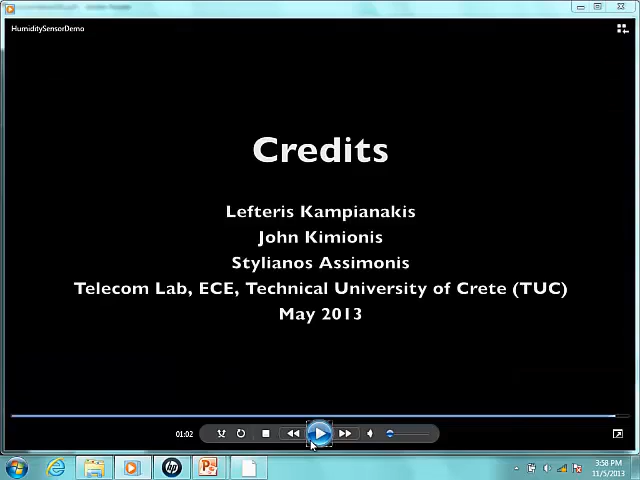 HumiditySensorDemo
Credits
Lefteris Kampianakis
John Kimionis
Stylianos Assimonis
Telecom Lab, ECE, Technical University of Crete (TUC)
May 2013
01:02
3:58 PM
11/5/2013